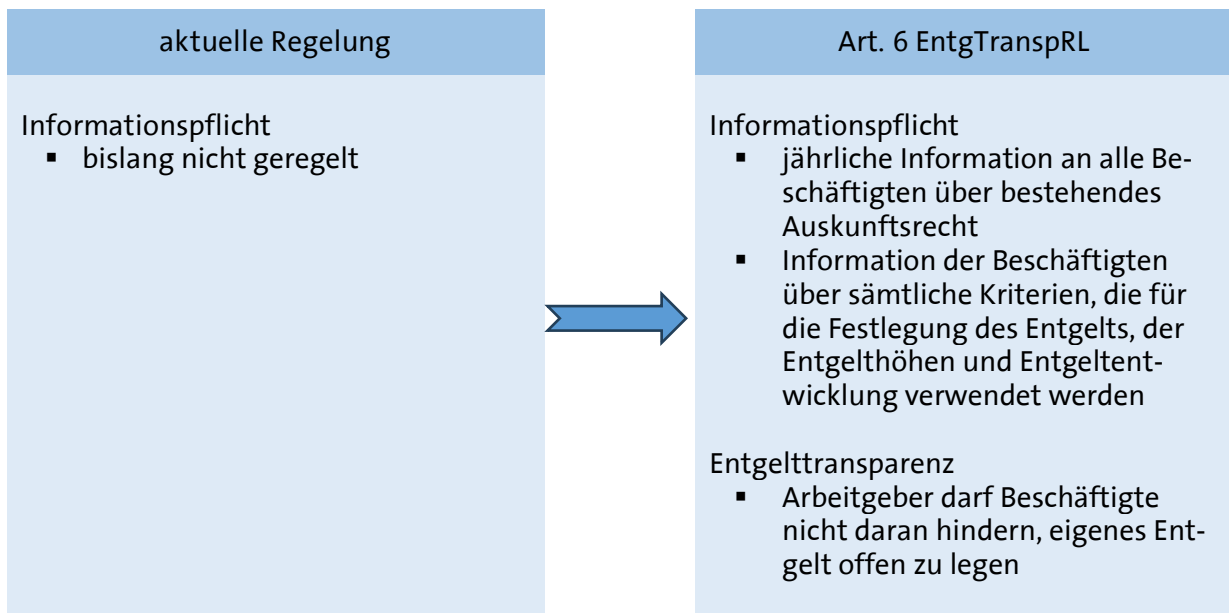 aktuelle Regelung
Informationspflicht
▪ bislang nicht geregelt
Art. 6 EntgTranspRL
Informationspflicht
▪ jährliche Information an alle Be-
schäftigten über bestehendes
Auskunftsrecht
▪ Information der Beschäftigten
über sämtliche Kriterien, die für
die Festlegung des Entgelts, der
Entgelthöhen und Entgeltent-
wicklung verwendet werden
Entgelttransparenz
▪ Arbeitgeber darf Beschäftigte
nicht daran hindern, eigenes Ent-
gelt offen zu legen